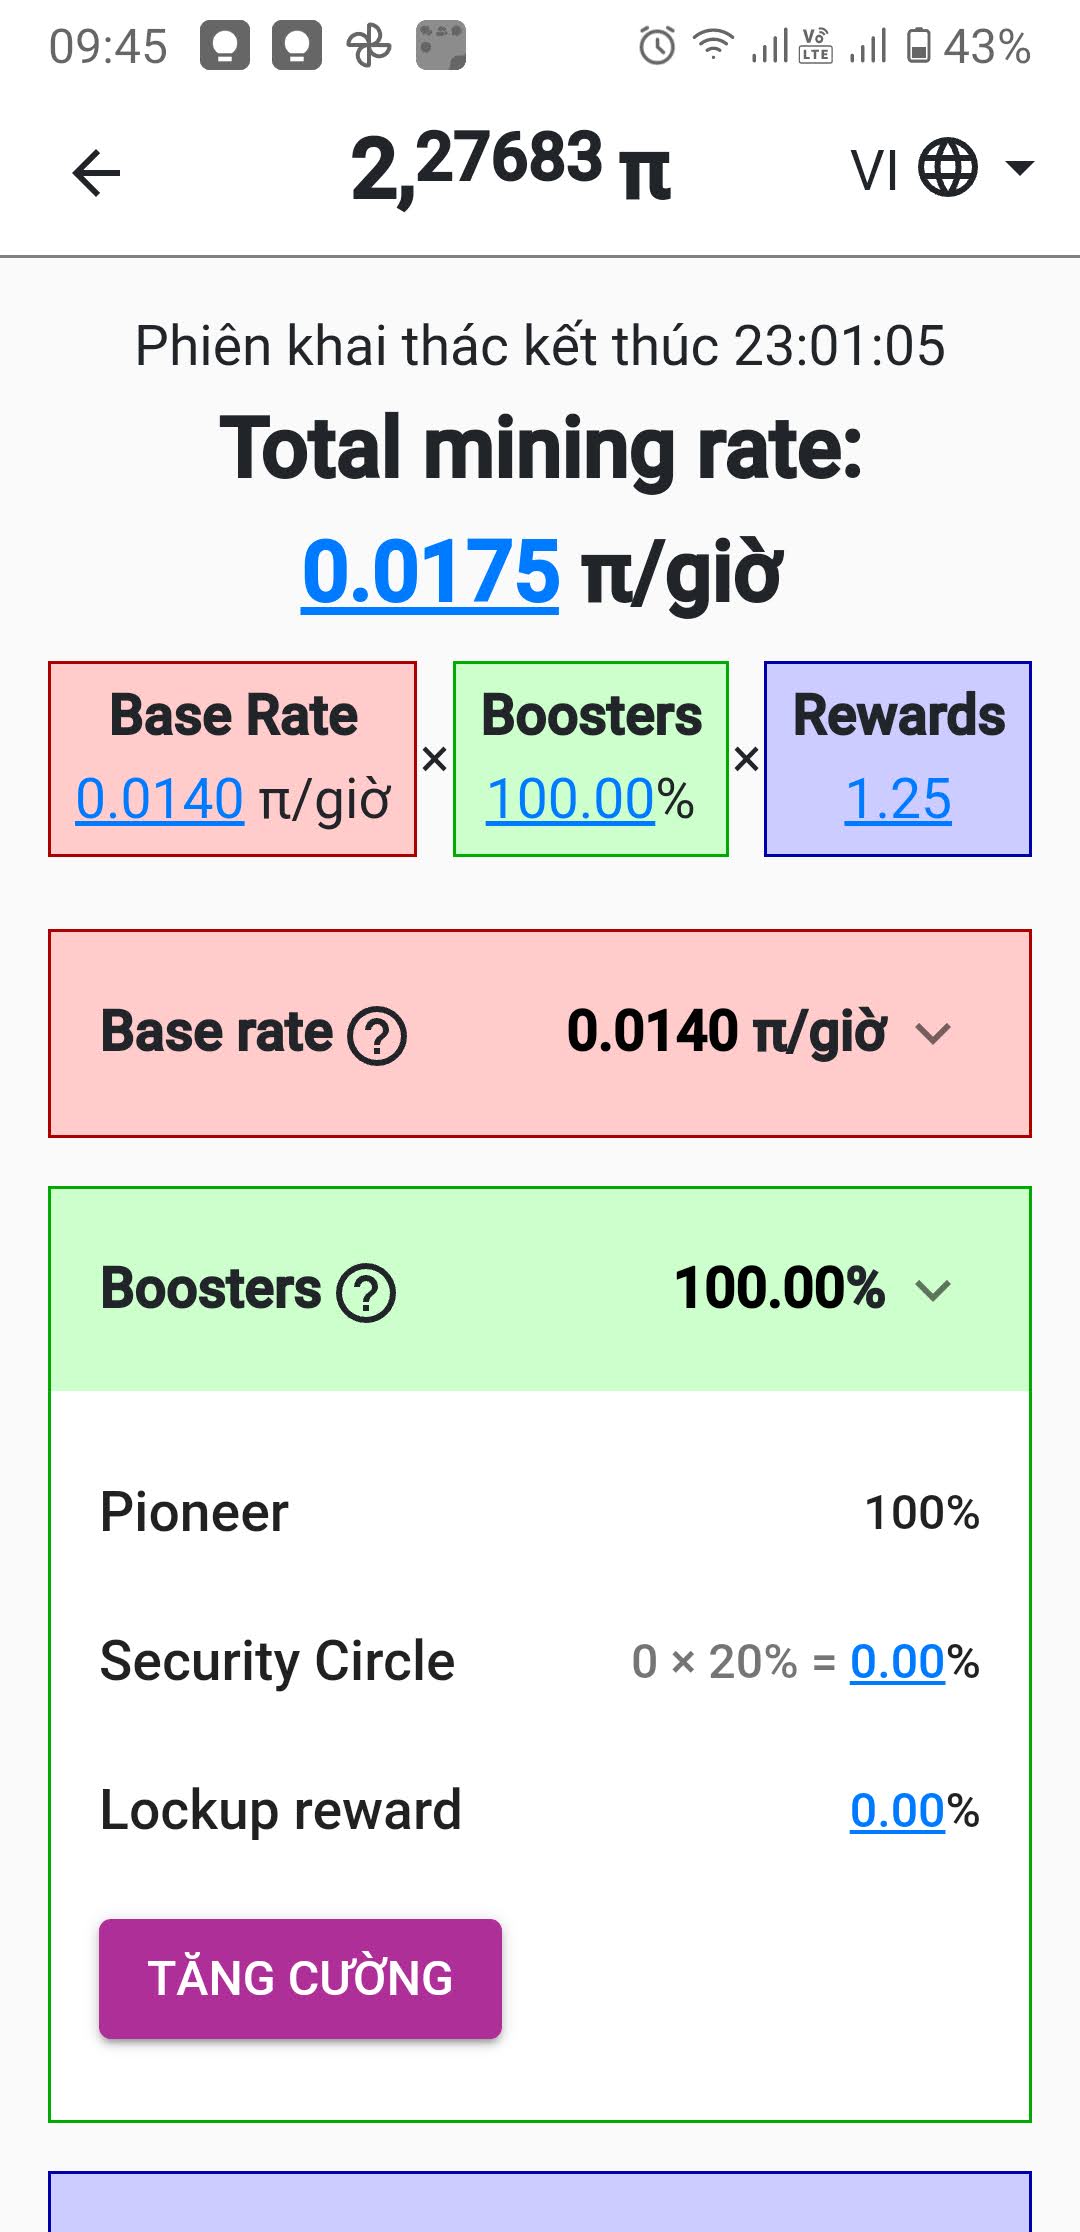 09:45 43%
2,27683 π VI
Phiên khai thác kết thúc 23:01:05
Total mining rate:
0.0175 π/giờ
Base Rate × Boosters × Rewards
0.0140 π/giờ 100.00% 1.25
Base rate ? 0.0140 π/giờ
Boosters ? 100.00%
Pioneer 100%
Security Circle 0 × 20% = 0.00%
Lockup reward 0.00%
TĂNG CƯỜNG